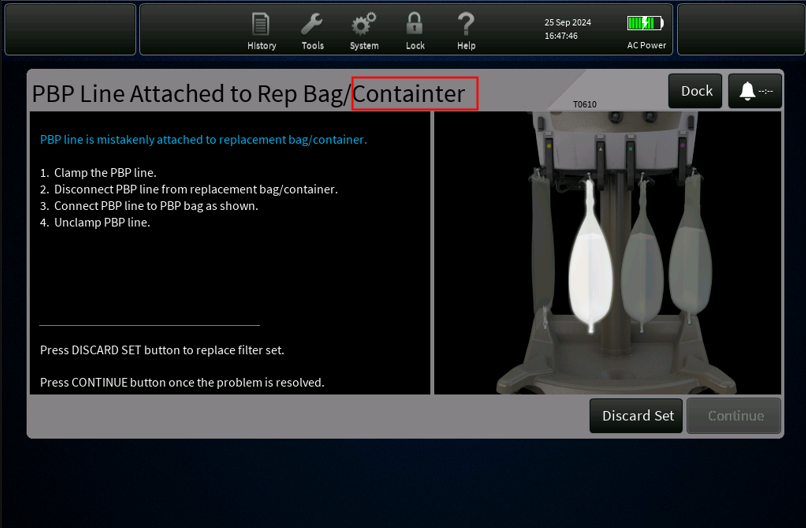 History
Tools
System
Lock
Help
25 Sep 2024
16:47:46
AC Power
PBP Line Attached to Rep Bag/Containter
T0610
Dock
--:--
PBP line is mistakenly attached to replacement bag/container.
1. Clamp the PBP line.
2. Disconnect PBP line from replacement bag/container.
3. Connect PBP line to PBP bag as shown.
4. Unclamp PBP line.
Press DISCARD SET button to replace filter set.
Press CONTINUE button once the problem is resolved.
Discard Set
Continue